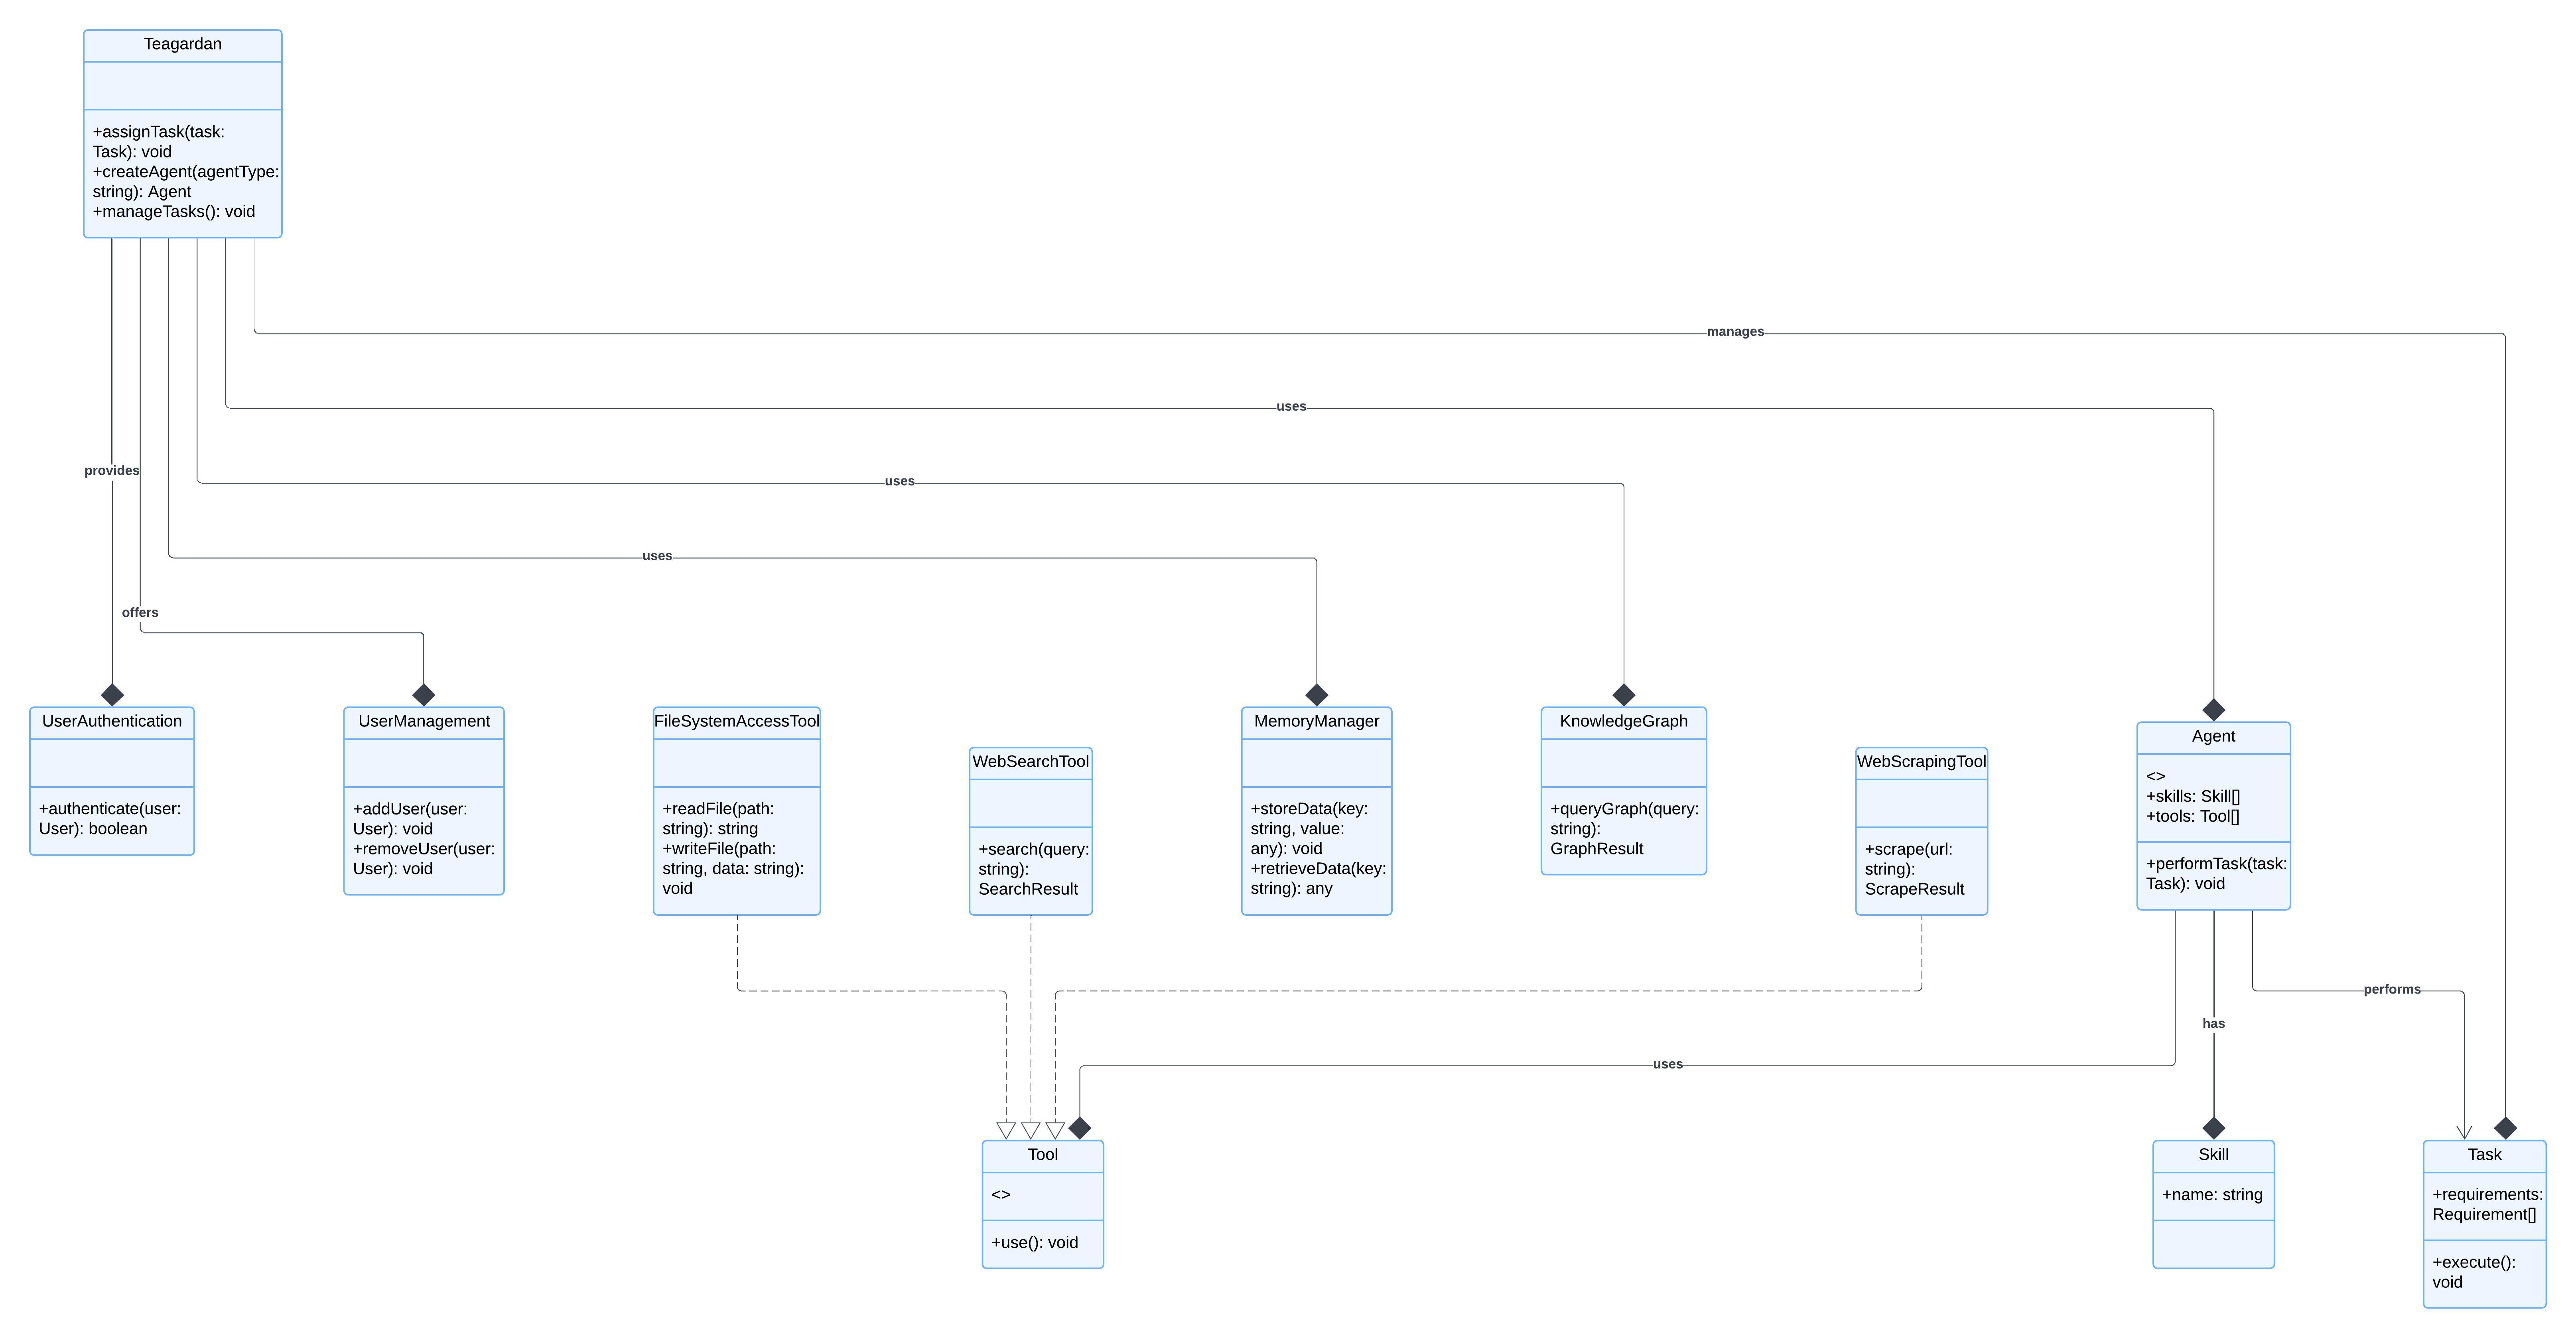 Teagardan
+assignTask(task:
Task): void
+createAgent(agentType:
string): Agent
+manageTasks(): void
manages
uses
provides
uses
uses
offers
UserAuthentication
+authenticate(user:
User): boolean
UserManagement
+addUser(user:
User): void
+removeUser(user:
User): void
FileSystemAccessTool
+readFile(path:
string): string
+writeFile(path:
string, data: string):
void
WebSearchTool
+search(query:
string):
SearchResult
MemoryManager
+storeData(key:
string, value:
any): void
+retrieveData(key:
string): any
KnowledgeGraph
+queryGraph(query:
string):
GraphResult
WebScrapingTool
+scrape(url:
string):
ScrapeResult
Agent
<>
+skills: Skill[]
+tools: Tool[]
+performTask(task:
Task): void
performs
has
uses
Tool
<>
+use(): void
Skill
+name: string
Task
+requirements:
Requirement[]
+execute():
void